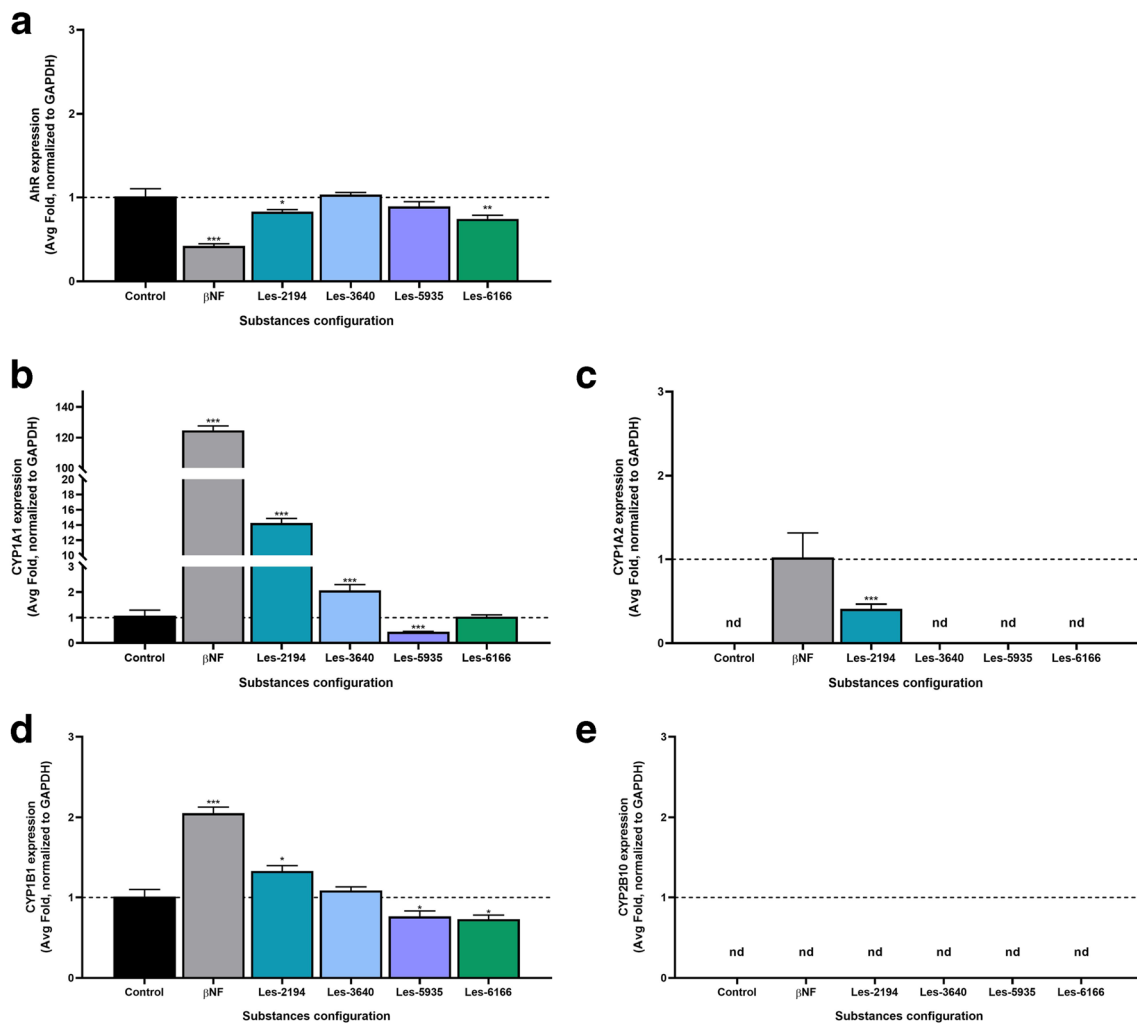 a
AhR expression
(Avg Fold, normalized to GAPDH)
3
2
1
0
***
*
**
Control
βNF
Les-2194
Les-3640
Les-5935
Les-6166
Substances configuration
b
CYP1A1 expression
(Avg Fold, normalized to GAPDH)
140
120
100
20
18
16
14
12
10
3
2
1
0
***
***
***
***
Control
βNF
Les-2194
Les-3640
Les-5935
Les-6166
Substances configuration
c
CYP1A2 expression
(Avg Fold, normalized to GAPDH)
3
2
1
0
nd
***
nd
nd
nd
Control
βNF
Les-2194
Les-3640
Les-5935
Les-6166
Substances configuration
d
CYP1B1 expression
(Avg Fold, normalized to GAPDH)
3
2
1
0
***
*
*
*
Control
βNF
Les-2194
Les-3640
Les-5935
Les-6166
Substances configuration
e
CYP2B10 expression
(Avg Fold, normalized to GAPDH)
3
2
1
0
nd
nd
nd
nd
nd
nd
Control
βNF
Les-2194
Les-3640
Les-5935
Les-6166
Substances configuration